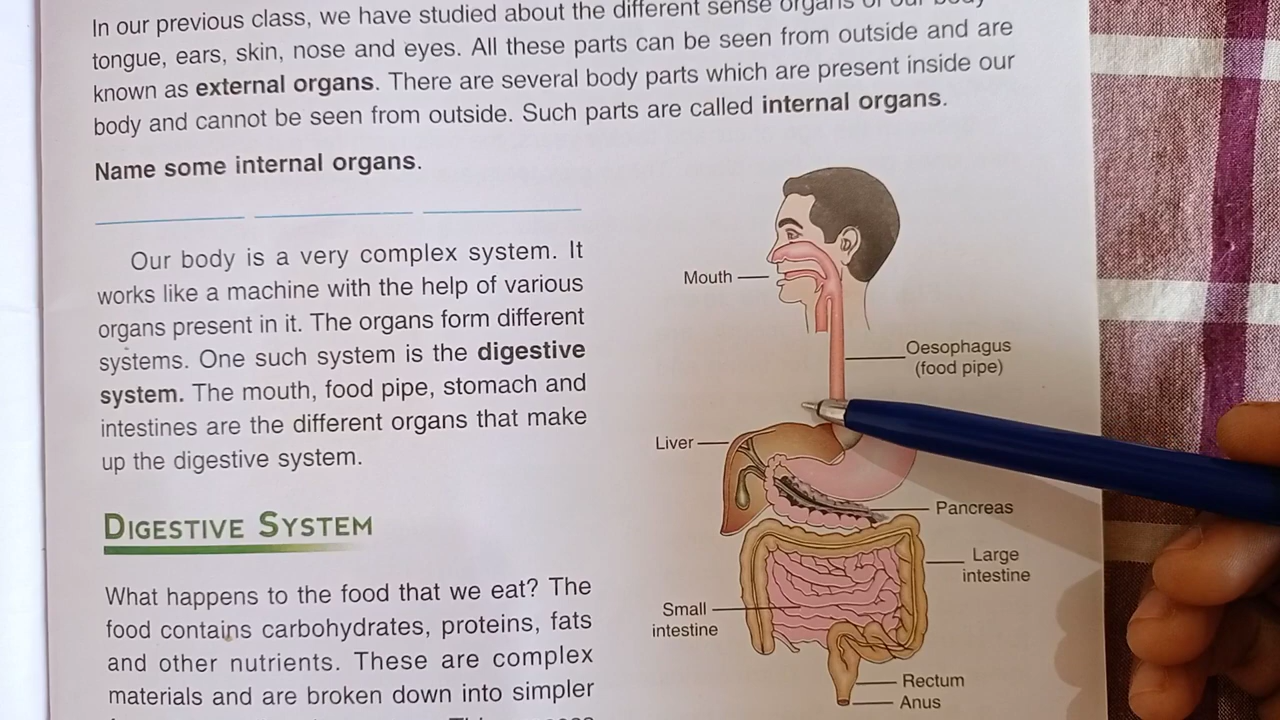 In our previous class, we have studied about the different sense organs of our body
tongue, ears, skin, nose and eyes. All these parts can be seen from outside and are
known as external organs. There are several body parts which are present inside our
body and cannot be seen from outside. Such parts are called internal organs.
Name some internal organs.
Our body is a very complex system. It
works like a machine with the help of various
organs present in it. The organs form different
systems. One such system is the digestive
system. The mouth, food pipe, stomach and
intestines are the different organs that make
up the digestive system.
DIGESTIVE SYSTEM
What happens to the food that we eat? The
food contains carbohydrates, proteins, fats
and other nutrients. These are complex
materials and are broken down into simpler
Mouth
Oesophagus
(food pipe)
Liver
Pancreas
Large
intestine
Small
intestine
Rectum
Anus